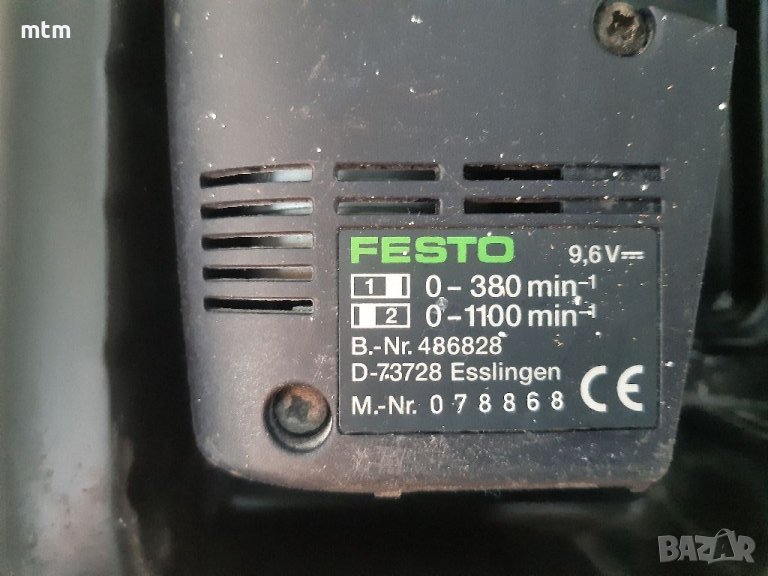 mtm
FESTO 9,6 V
1 0-380 min-1
2 0-1100 min-1
B.-Nr. 486828
D-73728 Esslingen
M.-Nr. 078868 CE
BAZAR